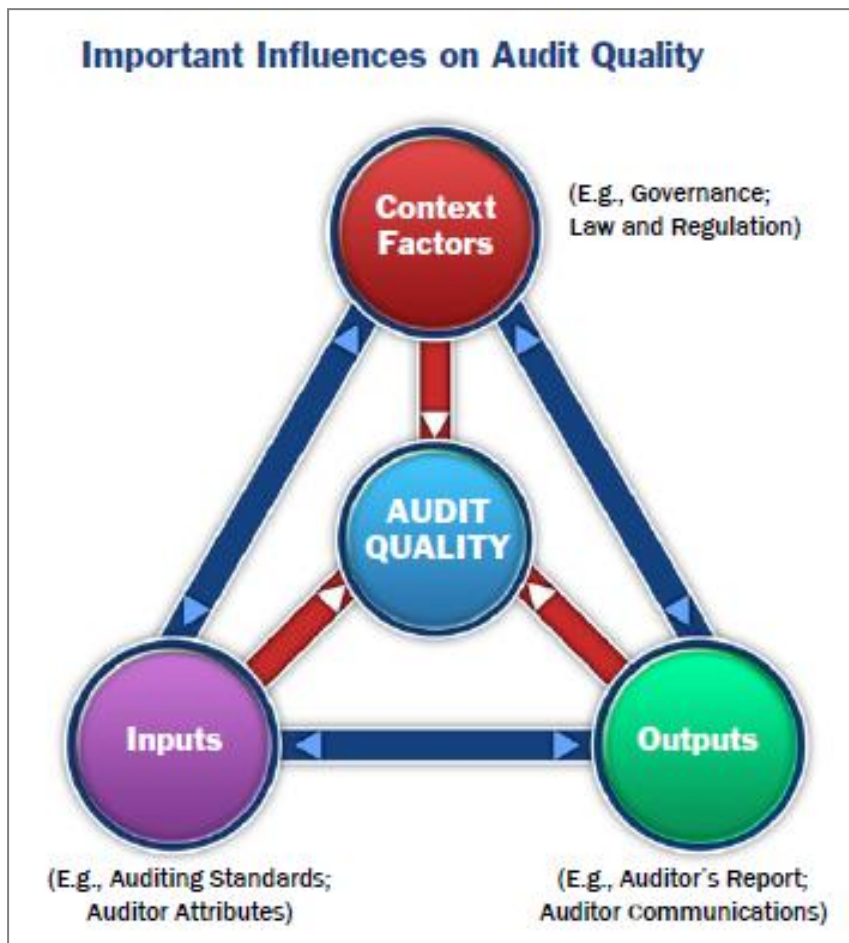 Important Influences on Audit Quality
Context
Factors
(E.g., Governance;
Law and Regulation)
AUDIT
QUALITY
Inputs
Outputs
(E.g., Auditing Standards;
Auditor Attributes)
(E.g., Auditor's Report;
Auditor Communications)